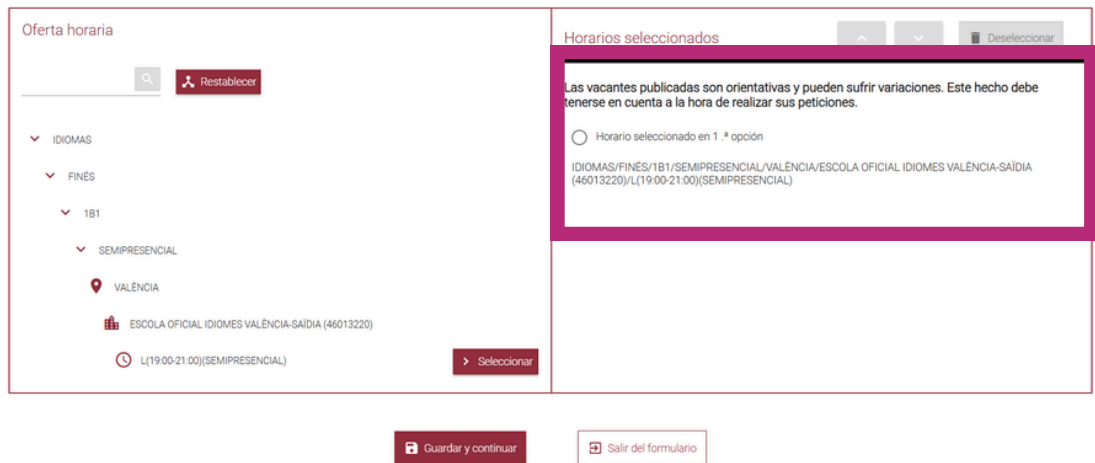 Oferta horaria
Restablecer
IDIOMAS
FINÉS
1B1
SEMIPRESENCIAL
VALÈNCIA
ESCOLA OFICIAL IDIOMES VALÈNCIA-SAÏDIA (46013220)
L(19:00-21:00)(SEMIPRESENCIAL)
Seleccionar
Horarios seleccionados
Deseleccionar
Las vacantes publicadas son orientativas y pueden sufrir variaciones. Este hecho debe
tenerse en cuenta a la hora de realizar sus peticiones.
Horario seleccionado en 1 .ª opción
IDIOMAS/FINÉS/1B1/SEMIPRESENCIAL/VALÈNCIA/ESCOLA OFICIAL IDIOMES VALÈNCIA-SAÏDIA
(46013220)/L(19:00-21:00)(SEMIPRESENCIAL)
Guardar y continuar
Salir del formulario